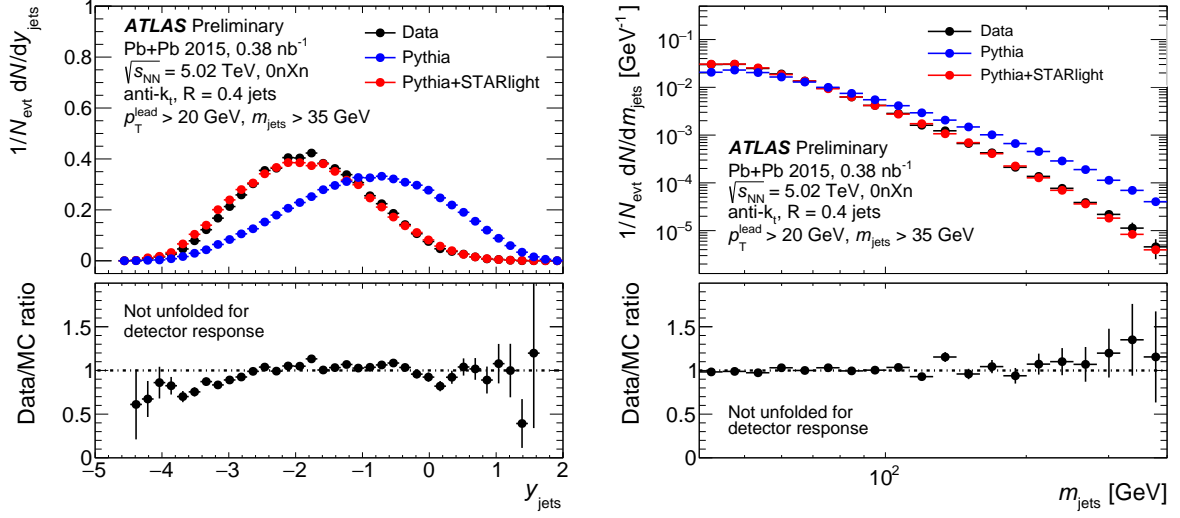 1/N_evt dN/dy_jets
1
0.8
0.6
0.4
0.2
0
ATLAS Preliminary
Pb+Pb 2015, 0.38 nb⁻¹
√s_NN = 5.02 TeV, 0nXn
anti-k_t, R = 0.4 jets
p_T^lead > 20 GeV, m_jets > 35 GeV
Data
Pythia
Pythia+STARlight
Data/MC ratio
1.5
1
0.5
0
Not unfolded for
detector response
−5 −4 −3 −2 −1 0 1 2
y_jets
1/N_evt dN/dm_jets [GeV⁻¹]
1
10⁻¹
10⁻²
10⁻³
10⁻⁴
10⁻⁵
Data
Pythia
Pythia+STARlight
ATLAS Preliminary
Pb+Pb 2015, 0.38 nb⁻¹
√s_NN = 5.02 TeV, 0nXn
anti-k_t, R = 0.4 jets
p_T^lead > 20 GeV, m_jets > 35 GeV
Data/MC ratio
1.5
1
0.5
0
Not unfolded for
detector response
10²
m_jets [GeV]